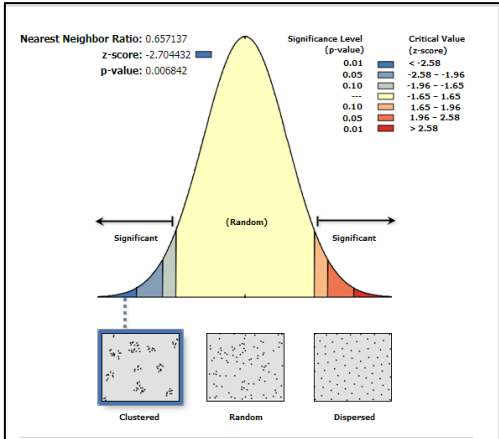 Nearest Neighbor Ratio: 0.657137
z-score: -2.704432
p-value: 0.006842
Significance Level (p-value)
Critical Value (z-score)
0.01 < -2.58
0.05 -2.58 - -1.96
0.10 -1.96 - -1.65
--- -1.65 - 1.65
0.10 1.65 - 1.96
0.05 1.96 - 2.58
0.01 > 2.58
(Random)
Significant Significant
Clustered Random Dispersed